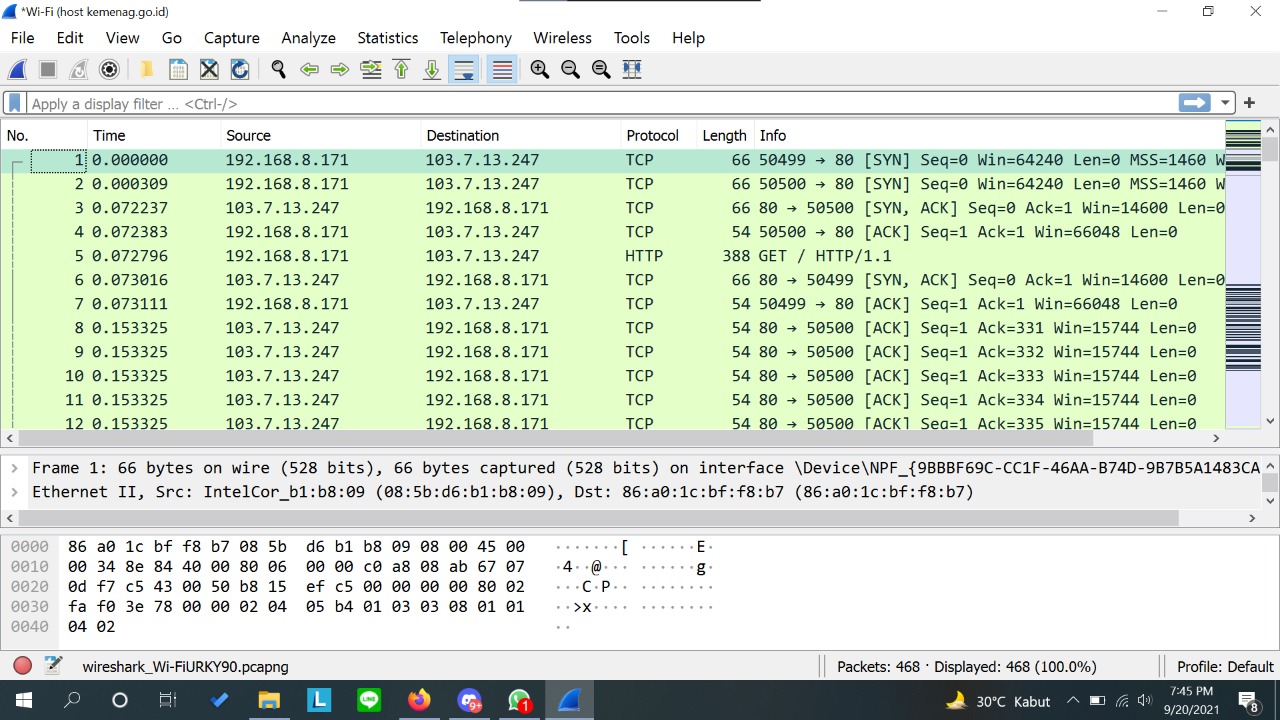 *Wi-Fi (host kemenag.go.id)
File Edit View Go Capture Analyze Statistics Telephony Wireless Tools Help
Apply a display filter ... <Ctrl-/>
No. Time Source Destination Protocol Length Info
1 0.000000 192.168.8.171 103.7.13.247 TCP 66 50499 → 80 [SYN] Seq=0 Win=64240 Len=0 MSS=1460 W
2 0.000309 192.168.8.171 103.7.13.247 TCP 66 50500 → 80 [SYN] Seq=0 Win=64240 Len=0 MSS=1460 W
3 0.072237 103.7.13.247 192.168.8.171 TCP 66 80 → 50500 [SYN, ACK] Seq=0 Ack=1 Win=14600 Len=0
4 0.072383 192.168.8.171 103.7.13.247 TCP 54 50500 → 80 [ACK] Seq=1 Ack=1 Win=66048 Len=0
5 0.072796 192.168.8.171 103.7.13.247 HTTP 388 GET / HTTP/1.1
6 0.073016 103.7.13.247 192.168.8.171 TCP 66 80 → 50499 [SYN, ACK] Seq=0 Ack=1 Win=14600 Len=0
7 0.073111 192.168.8.171 103.7.13.247 TCP 54 50499 → 80 [ACK] Seq=1 Ack=1 Win=66048 Len=0
8 0.153325 103.7.13.247 192.168.8.171 TCP 54 80 → 50500 [ACK] Seq=1 Ack=331 Win=15744 Len=0
9 0.153325 103.7.13.247 192.168.8.171 TCP 54 80 → 50500 [ACK] Seq=1 Ack=332 Win=15744 Len=0
10 0.153325 103.7.13.247 192.168.8.171 TCP 54 80 → 50500 [ACK] Seq=1 Ack=333 Win=15744 Len=0
11 0.153325 103.7.13.247 192.168.8.171 TCP 54 80 → 50500 [ACK] Seq=1 Ack=334 Win=15744 Len=0
12 0.153325 103.7.13.247 192.168.8.171 TCP 54 80 → 50500 [ACK] Seq=1 Ack=335 Win=15744 Len=0
Frame 1: 66 bytes on wire (528 bits), 66 bytes captured (528 bits) on interface \Device\NPF_{9BBBF69C-CC1F-46AA-B74D-9B7B5A1483CA
Ethernet II, Src: IntelCor_b1:b8:09 (08:5b:d6:b1:b8:09), Dst: 86:a0:1c:bf:f8:b7 (86:a0:1c:bf:f8:b7)
0000 86 a0 1c bf f8 b7 08 5b d6 b1 b8 09 08 00 45 00 ·······[ ······E·
0010 00 34 8e 84 40 00 80 06 00 00 c0 a8 08 ab 67 07 ·4··@··· ······g·
0020 0d f7 c5 43 00 50 b8 15 ef c5 00 00 00 00 80 02 ···C·P·· ········
0030 fa f0 3e 78 00 00 02 04 05 b4 01 03 03 08 01 01 ··>x···· ········
0040 04 02 ··
wireshark_Wi-FiURKY90.pcapng Packets: 468 · Displayed: 468 (100.0%) Profile: Default
L LINE 9+ 1 30°C Kabut 7:45 PM
9/20/2021 8